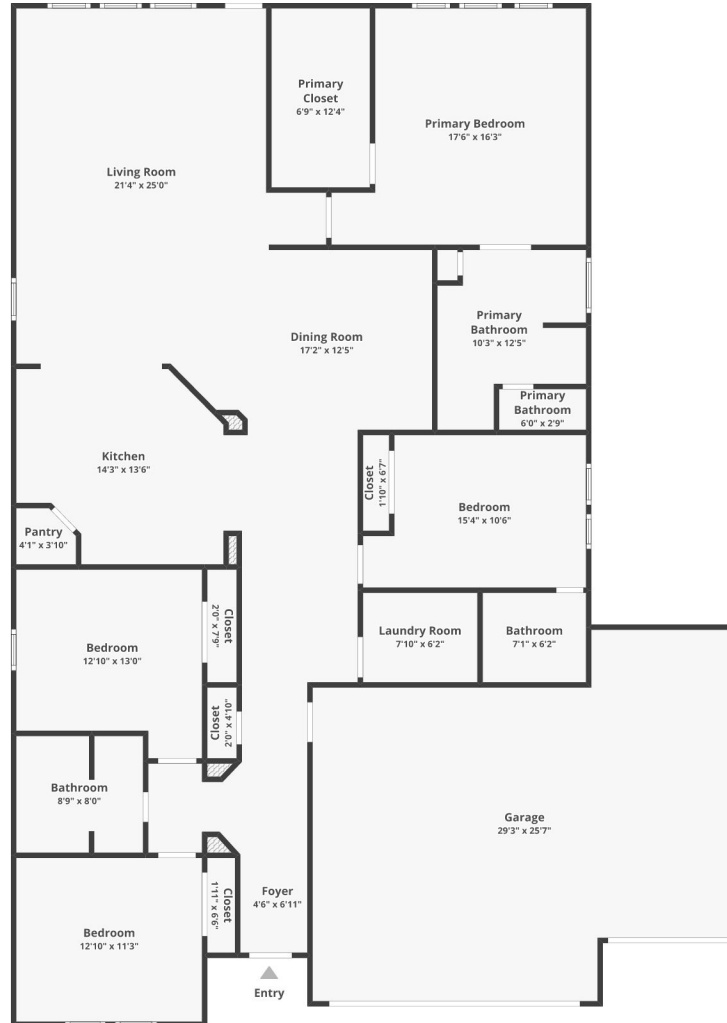 Primary
Closet
6'9" x 12'4"
Primary Bedroom
17'6" x 16'3"
Living Room
21'4" x 25'0"
Primary
Bathroom
10'3" x 12'5"
Dining Room
17'2" x 12'5"
Primary
Bathroom
6'0" x 2'9"
Kitchen
14'3" x 13'6"
Closet
1'10" x 6'7"
Bedroom
15'4" x 10'6"
Pantry
4'1" x 3'10"
Closet
2'0" x 7'9"
Laundry Room
7'10" x 6'2"
Bathroom
7'1" x 6'2"
Bedroom
12'10" x 13'0"
Closet
2'0" x 4'10"
Bathroom
8'9" x 8'0"
Garage
29'3" x 25'7"
Closet
1'11" x 6'6"
Foyer
4'6" x 6'11"
Bedroom
12'10" x 11'3"
Entry